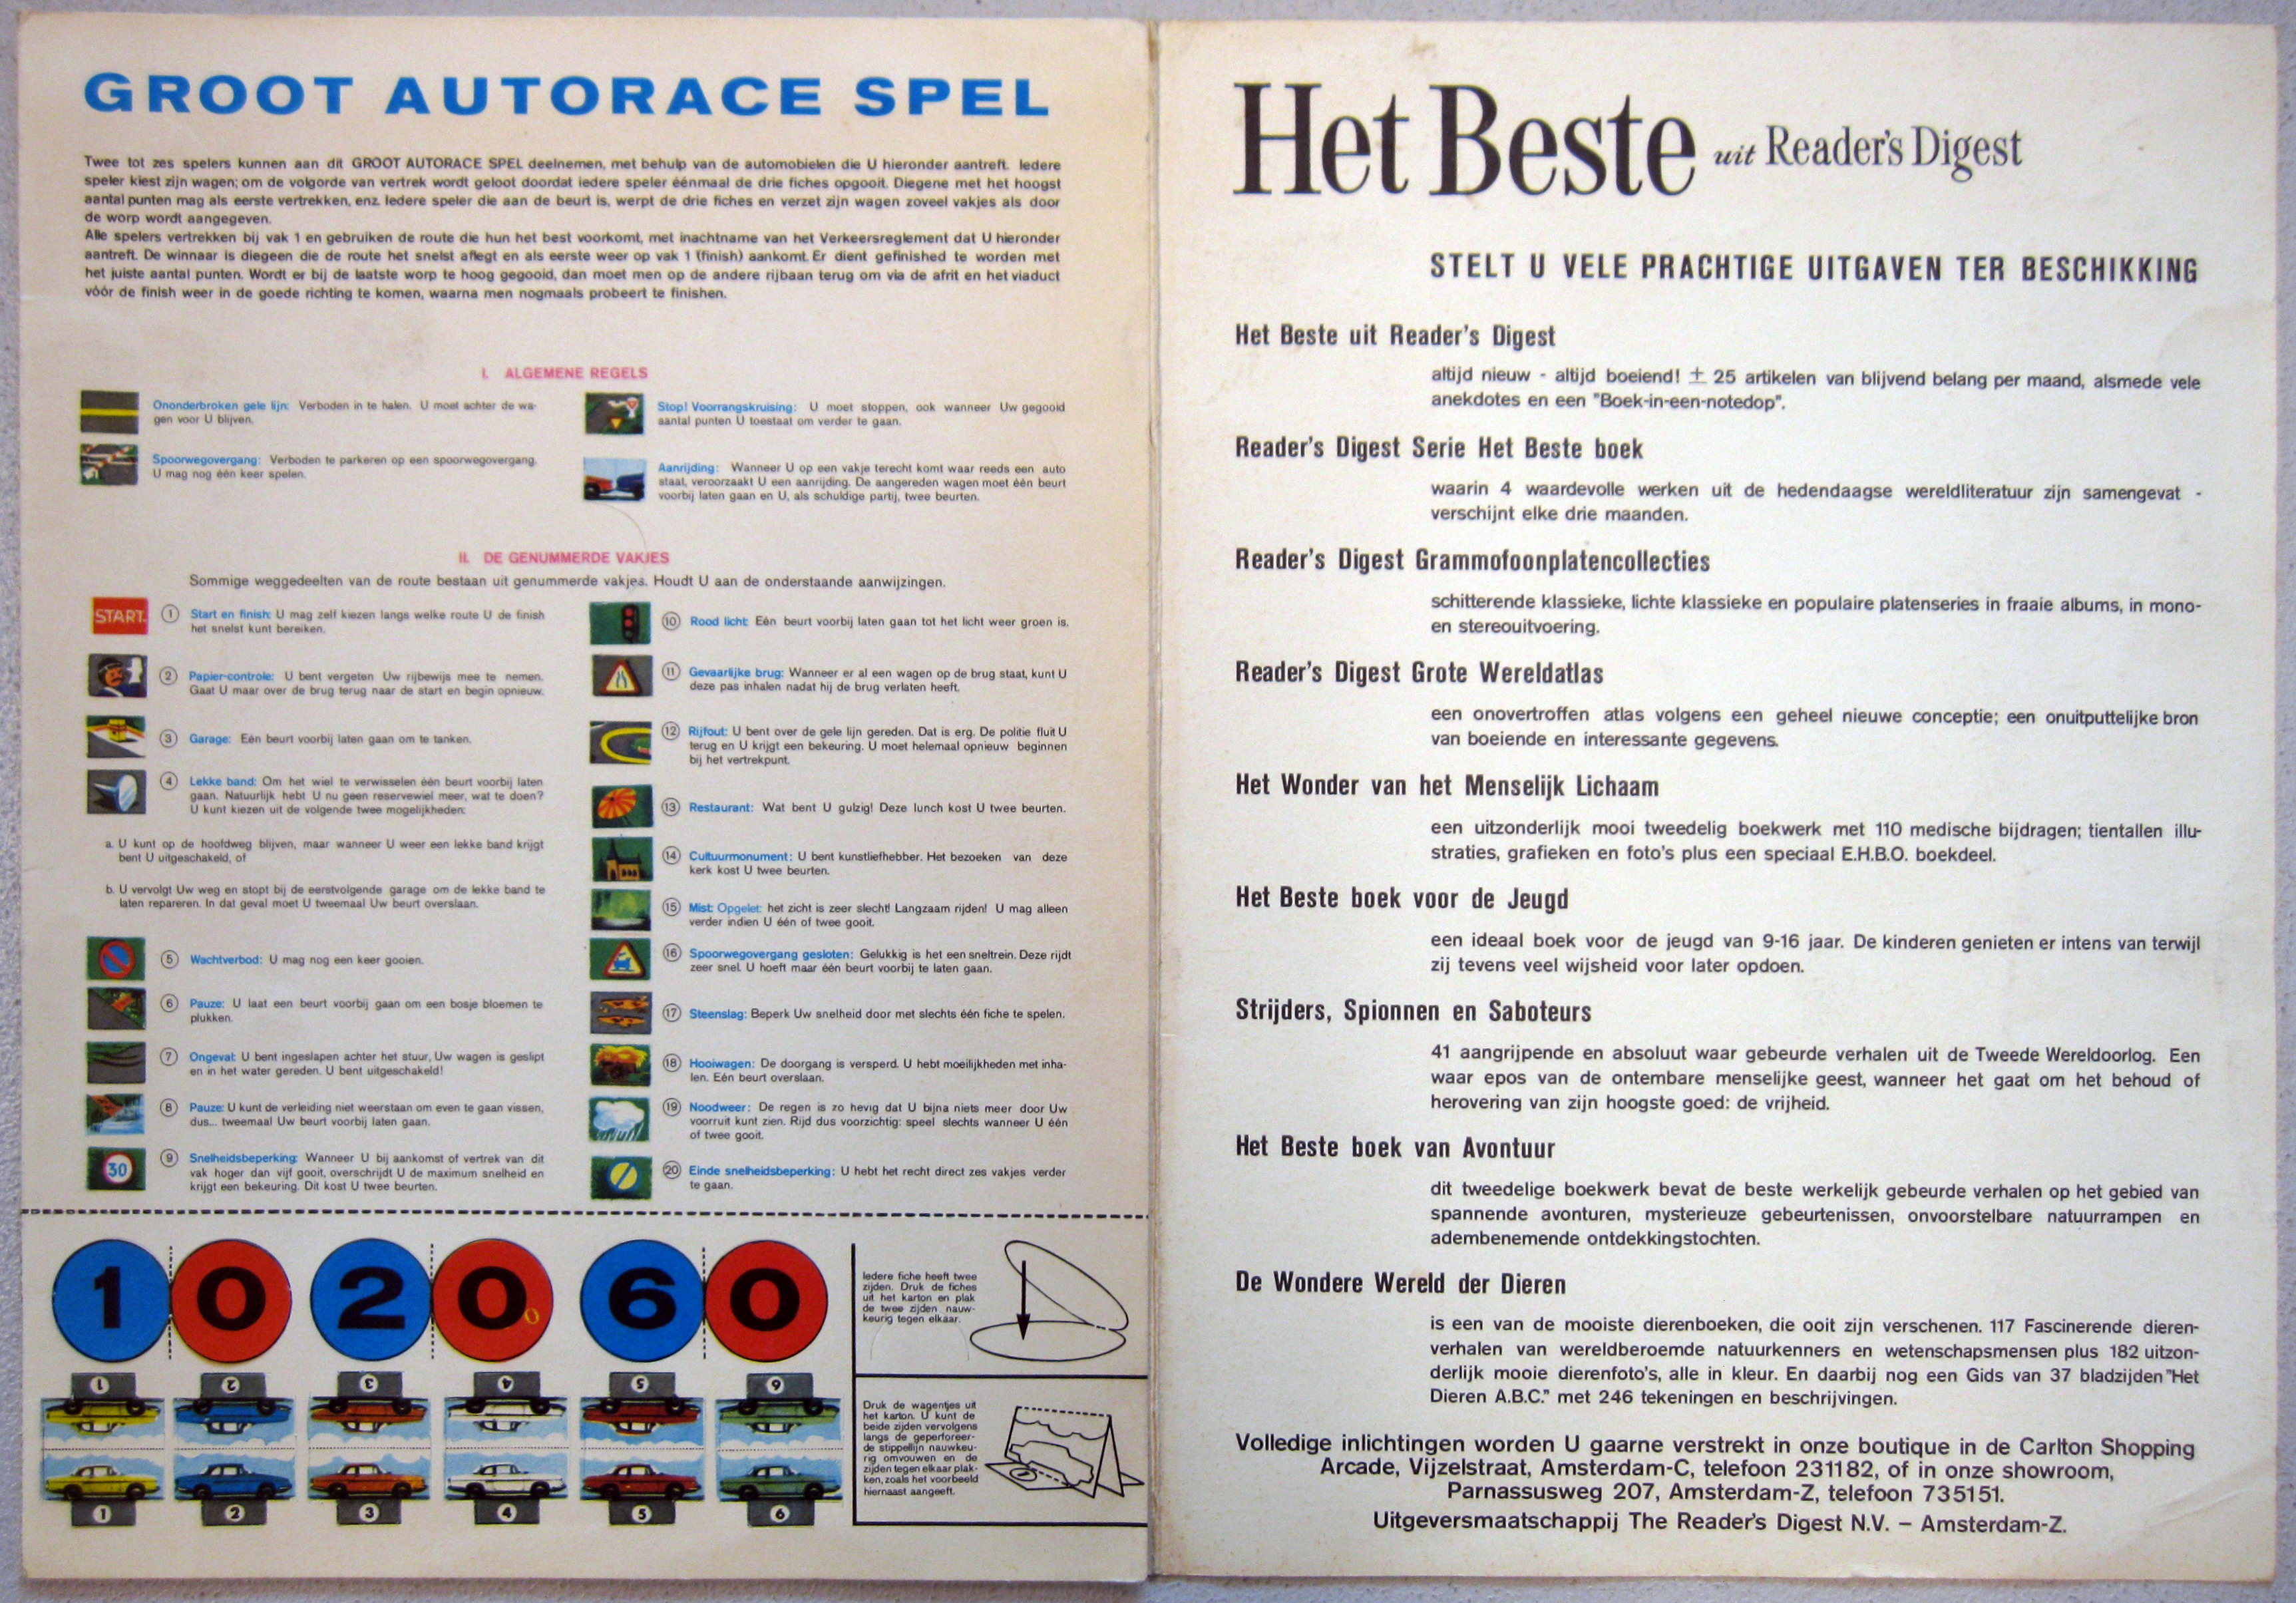 GROOT AUTORACE SPEL
Twee tot zes spelers kunnen aan dit GROOT AUTORACE SPEL deelnemen, met behulp van de automobielen die U hieronder aantreft. Iedere
speler kiest zijn wagen; om de volgorde van vertrek wordt geloot doordat iedere speler éénmaal de drie fiches opgooit. Diegene met het hoogst
aantal punten mag als eerste vertrekken, enz. Iedere speler die aan de beurt is, werpt de drie fiches en verzet zijn wagen zoveel vakjes als door
de worp wordt aangegeven.
Alle spelers vertrekken bij vak 1 en gebruiken de route die hun het best voorkomt, met inachtname van het Verkeersreglement dat U hieronder
aantreft. De winnaar is diegeen die de route het snelst aflegt en als eerste weer op vak 1 (finish) aankomt. Er dient gefinished te worden met
het juiste aantal punten. Wordt er bij de laatste worp te hoog gegooid, dan moet men op de andere rijbaan terug om via de afrit en het viaduct
vóór de finish weer in de goede richting te komen, waarna men nogmaals probeert te finishen.
I. ALGEMENE REGELS
Ononderbroken gele lijn: Verboden in te halen. U moet achter de wa-
gen voor U blijven.
Spoorwegovergang: Verboden te parkeren op een spoorwegovergang.
U mag nog één keer spelen.
Stop! Voorrangskruising: U moet stoppen, ook wanneer Uw gegooid
aantal punten U toestaat om verder te gaan.
Aanrijding: Wanneer U op een vakje terecht komt waar reeds een auto
staat, veroorzaakt U een aanrijding. De aangereden wagen moet één beurt
voorbij laten gaan en U, als schuldige partij, twee beurten.
II. DE GENUMMERDE VAKJES
Sommige weggedeelten van de route bestaan uit genummerde vakjes. Houdt U aan de onderstaande aanwijzingen.
START
1 Start en finish: U mag zelf kiezen langs welke route U de finish
het snelst kunt bereiken.
2 Papier-controle: U bent vergeten Uw rijbewijs mee te nemen.
Gaat U maar over de brug terug naar de start en begin opnieuw.
3 Garage: Eén beurt voorbij laten gaan om te tanken.
4 Lekke band: Om het wiel te verwisselen één beurt voorbij laten
gaan. Natuurlijk hebt U nu geen reservewiel meer, wat te doen?
U kunt kiezen uit de volgende twee mogelijkheden:
a. U kunt op de hoofdweg blijven, maar wanneer U weer een lekke band krijgt
bent U uitgeschakeld, of
b. U vervolgt Uw weg en stopt bij de eerstvolgende garage om de lekke band te
laten repareren. In dat geval moet U tweemaal Uw beurt overslaan.
5 Wachtverbod: U mag nog een keer gooien.
6 Pauze: U laat een beurt voorbij gaan om een bosje bloemen te
plukken.
7 Ongeval: U bent ingeslapen achter het stuur, Uw wagen is geslipt
en in het water gereden. U bent uitgeschakeld!
8 Pauze: U kunt de verleiding niet weerstaan om even te gaan vissen,
dus... tweemaal Uw beurt voorbij laten gaan.
30
9 Snelheidsbeperking: Wanneer U bij aankomst of vertrek van dit
vak hoger dan vijf gooit, overschrijdt U de maximum snelheid en
krijgt een bekeuring. Dit kost U twee beurten.
10 Rood licht: Eén beurt voorbij laten gaan tot het licht weer groen is.
11 Gevaarlijke brug: Wanneer er al een wagen op de brug staat, kunt U
deze pas inhalen nadat hij de brug verlaten heeft.
12 Rijfout: U bent over de gele lijn gereden. Dat is erg. De politie fluit U
terug en U krijgt een bekeuring. U moet helemaal opnieuw beginnen
bij het vertrekpunt.
13 Restaurant: Wat bent U gulzig! Deze lunch kost U twee beurten.
14 Cultuurmonument: U bent kunstliefhebber. Het bezoeken van deze
kerk kost U twee beurten.
15 Mist: Opgelet: het zicht is zeer slecht! Langzaam rijden! U mag alleen
verder indien U één of twee gooit.
16 Spoorwegovergang gesloten: Gelukkig is het een sneltrein. Deze rijdt
zeer snel. U hoeft maar één beurt voorbij te laten gaan.
17 Steenslag: Beperk Uw snelheid door met slechts één fiche te spelen.
18 Hooiwagen: De doorgang is versperd. U hebt moeilijkheden met inha-
len. Eén beurt overslaan.
19 Noodweer: De regen is zo hevig dat U bijna niets meer door Uw
voorruit kunt zien. Rijd dus voorzichtig: speel slechts wanneer U één
of twee gooit.
20 Einde snelheidsbeperking: U hebt het recht direct zes vakjes verder
te gaan.
1 0 2 0 6 0
Iedere fiche heeft twee
zijden. Druk de fiches
uit het karton en plak
de twee zijden nauw-
keurig tegen elkaar.
1 2 3 4 5 6
1 2 3 4 5 6
Druk de wagentjes uit
het karton. U kunt de
beide zijden vervolgens
langs de geperforeer-
de stippellijn nauwkeu-
rig omvouwen en de
zijden tegen elkaar plak-
ken, zoals het voorbeeld
hiernaast aangeeft.
Het Beste uit Reader's Digest
STELT U VELE PRACHTIGE UITGAVEN TER BESCHIKKING
Het Beste uit Reader's Digest
altijd nieuw - altijd boeiend! ± 25 artikelen van blijvend belang per maand, alsmede vele
anekdotes en een "Boek-in-een-notedop".
Reader's Digest Serie Het Beste boek
waarin 4 waardevolle werken uit de hedendaagse wereldliteratuur zijn samengevat -
verschijnt elke drie maanden.
Reader's Digest Grammofoonplatencollecties
schitterende klassieke, lichte klassieke en populaire platenseries in fraaie albums, in mono-
en stereouitvoering.
Reader's Digest Grote Wereldatlas
een onovertroffen atlas volgens een geheel nieuwe conceptie; een onuitputtelijke bron
van boeiende en interessante gegevens.
Het Wonder van het Menselijk Lichaam
een uitzonderlijk mooi tweedelig boekwerk met 110 medische bijdragen; tientallen illu-
straties, grafieken en foto's plus een speciaal E.H.B.O. boekdeel.
Het Beste boek voor de Jeugd
een ideaal boek voor de jeugd van 9-16 jaar. De kinderen genieten er intens van terwijl
zij tevens veel wijsheid voor later opdoen.
Strijders, Spionnen en Saboteurs
41 aangrijpende en absoluut waar gebeurde verhalen uit de Tweede Wereldoorlog. Een
waar epos van de ontembare menselijke geest, wanneer het gaat om het behoud of
herovering van zijn hoogste goed: de vrijheid.
Het Beste boek van Avontuur
dit tweedelige boekwerk bevat de beste werkelijk gebeurde verhalen op het gebied van
spannende avonturen, mysterieuze gebeurtenissen, onvoorstelbare natuurrampen en
adembenemende ontdekkingstochten.
De Wondere Wereld der Dieren
is een van de mooiste dierenboeken, die ooit zijn verschenen. 117 Fascinerende dieren-
verhalen van wereldberoemde natuurkenners en wetenschapsmensen plus 182 uitzon-
derlijk mooie dierenfoto's, alle in kleur. En daarbij nog een Gids van 37 bladzijden "Het
Dieren A.B.C." met 246 tekeningen en beschrijvingen.
Volledige inlichtingen worden U gaarne verstrekt in onze boutique in de Carlton Shopping
Arcade, Vijzelstraat, Amsterdam-C, telefoon 231182, of in onze showroom,
Parnassusweg 207, Amsterdam-Z, telefoon 735151.
Uitgeversmaatschappij The Reader's Digest N.V. – Amsterdam-Z.